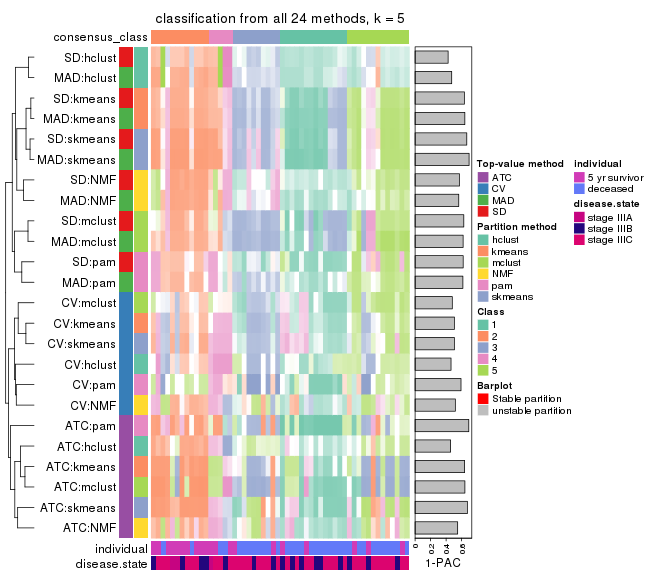 classification from all 24 methods, k = 5
consensus_class
SD:hclust
MAD:hclust
SD:kmeans
MAD:kmeans
SD:skmeans
MAD:skmeans
SD:NMF
MAD:NMF
SD:mclust
MAD:mclust
SD:pam
MAD:pam
CV:mclust
CV:kmeans
CV:skmeans
CV:hclust
CV:pam
CV:NMF
ATC:pam
ATC:hclust
ATC:kmeans
ATC:mclust
ATC:skmeans
ATC:NMF
individual
disease.state
0 0.2 0.4 0.6
1-PAC
Top-value method
ATC
CV
MAD
SD
Partition method
hclust
kmeans
mclust
NMF
pam
skmeans
Class
1
2
3
4
5
Barplot
Stable partition
unstable partition
individual
5 yr survivor
deceased
disease.state
stage IIIA
stage IIIB
stage IIIC